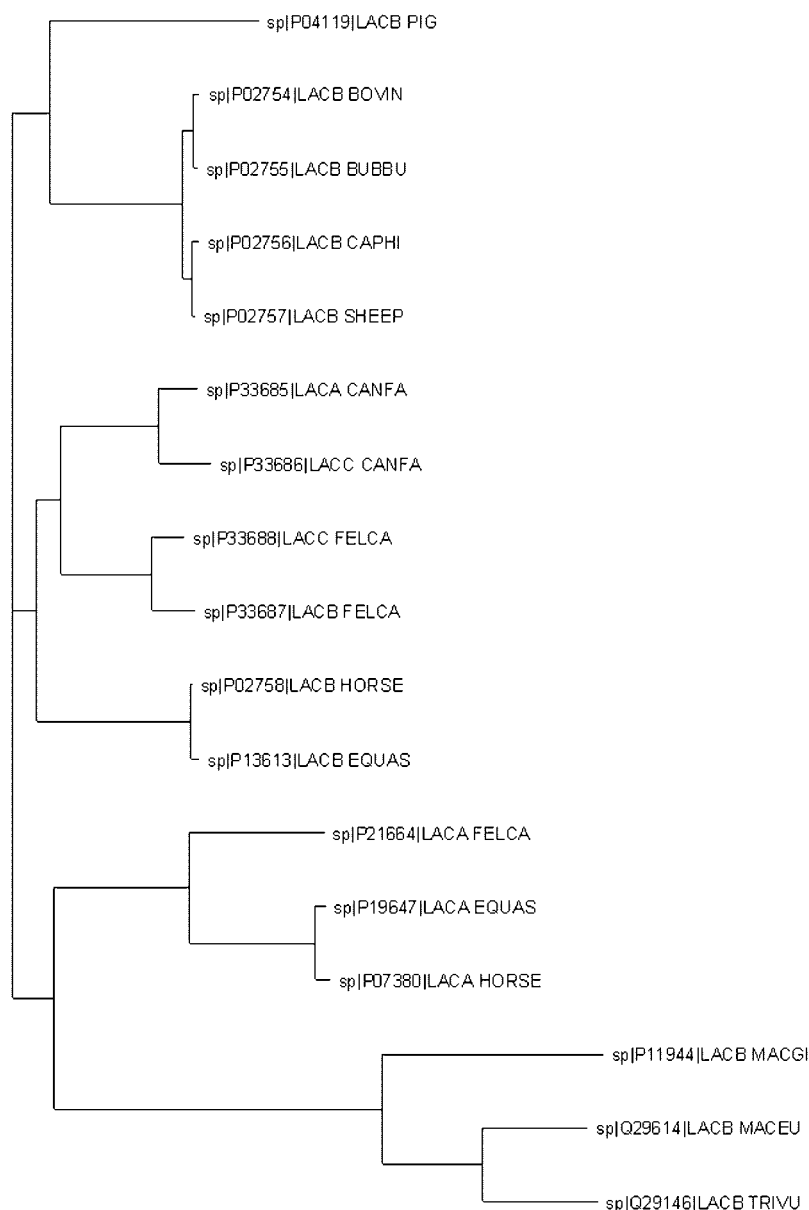 sp|P04119|LACB PIG
sp|P02754|LACB BOVIN
sp|P02755|LACB BUBBU
sp|P02756|LACB CAPHI
sp|P02757|LACB SHEEP
sp|P33685|LACA CANFA
sp|P33686|LACC CANFA
sp|P33688|LACC FELCA
sp|P33687|LACB FELCA
sp|P02758|LACB HORSE
sp|P13613|LACB EQUAS
sp|P21664|LACA FELCA
sp|P19647|LACA EQUAS
sp|P07380|LACA HORSE
sp|P11944|LACB MACGI
sp|Q29614|LACB MACEU
sp|Q29146|LACB TRIVU